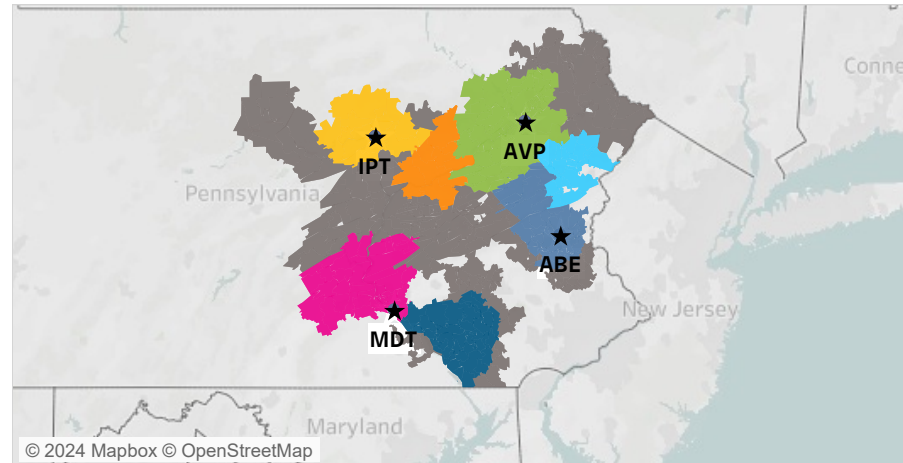 Conne
AVP
IPT
Pennsylvania
ABE
New Jersey
MDT
Maryland
© 2024 Mapbox © OpenStreetMap